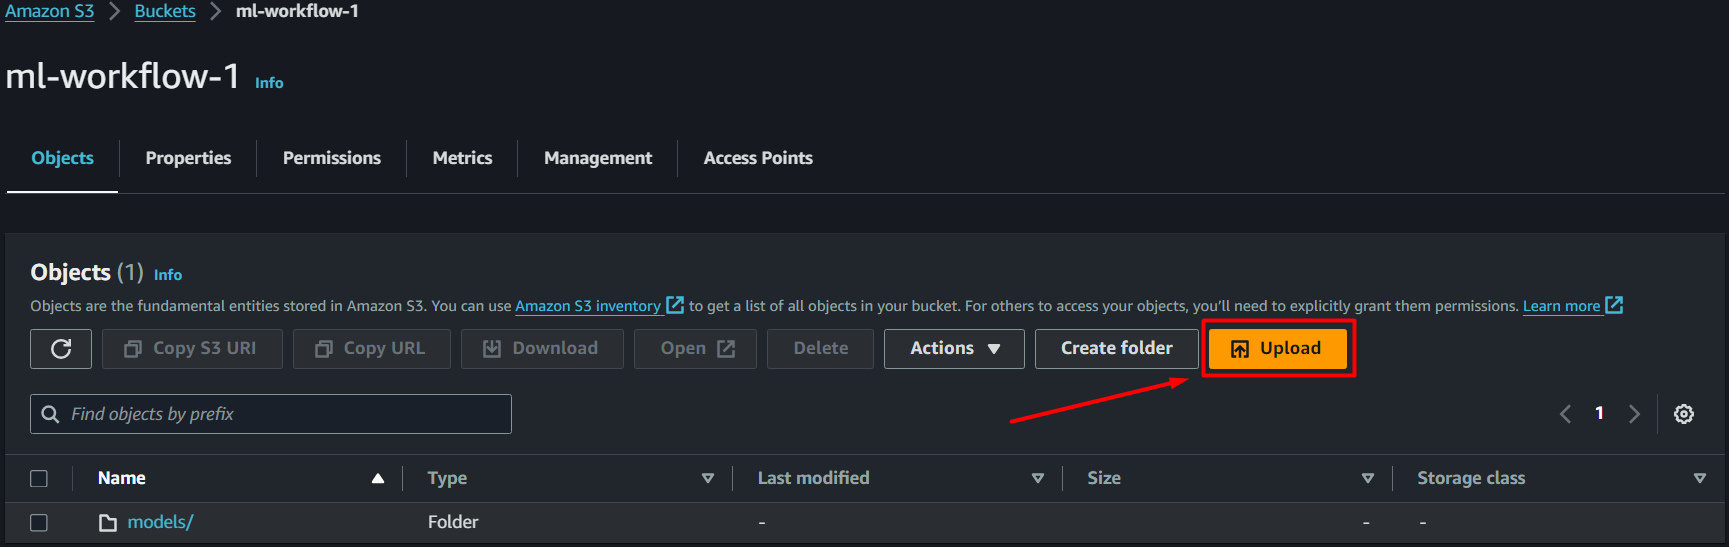 Amazon S3 > Buckets > ml-workflow-1
ml-workflow-1 Info
Objects Properties Permissions Metrics Management Access Points
Objects (1) Info
Objects are the fundamental entities stored in Amazon S3. You can use Amazon S3 inventory to get a list of all objects in your bucket. For others to access your objects, you'll need to explicitly grant them permissions. Learn more
Copy S3 URI Copy URL Download Open Delete Actions Create folder Upload
Find objects by prefix < 1 >
Name Type Last modified Size Storage class
models/ Folder - - -